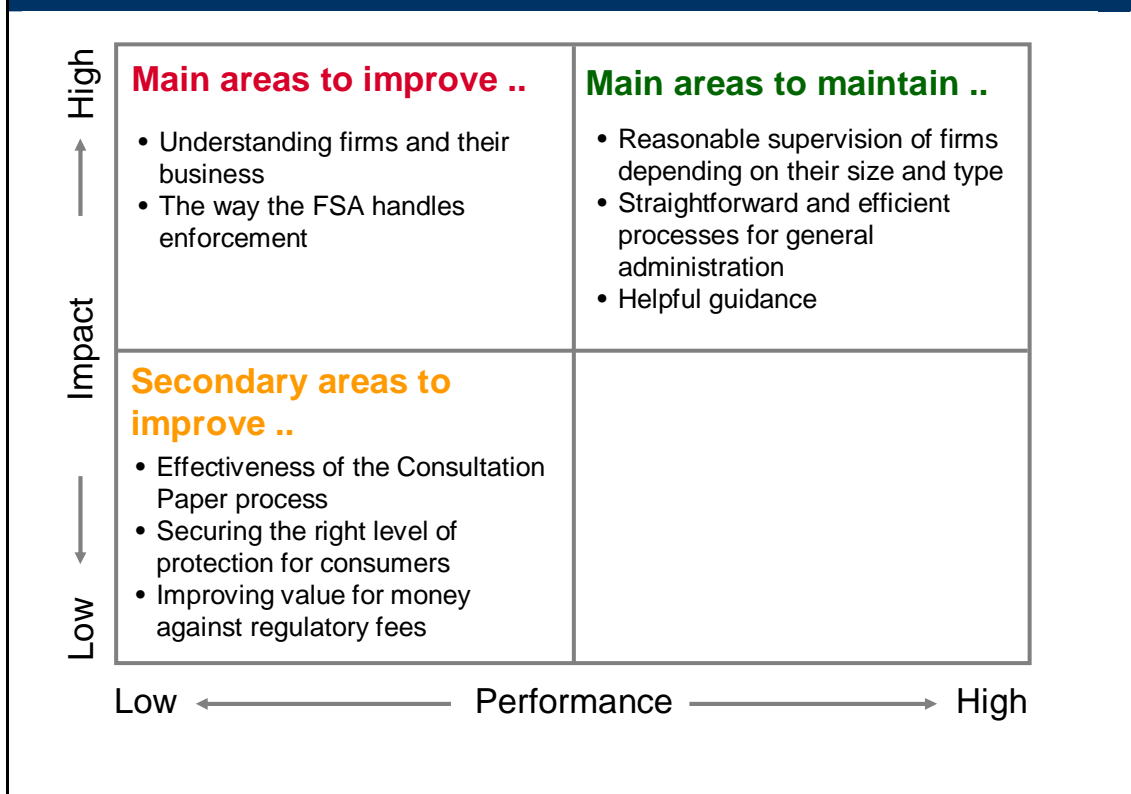 High
Impact
Low
Main areas to improve ..
• Understanding firms and their
business
• The way the FSA handles
enforcement
Main areas to maintain ..
• Reasonable supervision of firms
depending on their size and type
• Straightforward and efficient
processes for general
administration
• Helpful guidance
Secondary areas to
improve ..
• Effectiveness of the Consultation
Paper process
• Securing the right level of
protection for consumers
• Improving value for money
against regulatory fees
Low Performance High